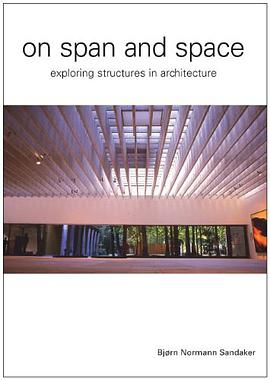 on span and space
exploring structures in architecture
Bjørn Normann Sandaker